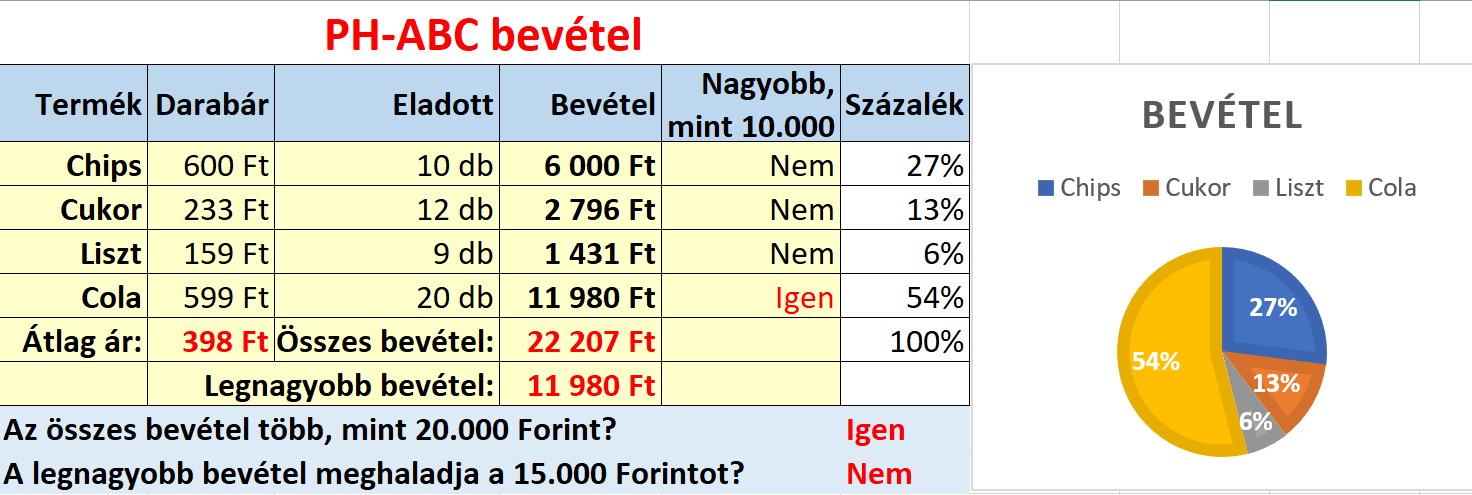 PH-ABC bevétel
Termék Darabár Eladott Bevétel Nagyobb, mint 10.000 Százalék
Chips 600 Ft 10 db 6 000 Ft Nem 27%
Cukor 233 Ft 12 db 2 796 Ft Nem 13%
Liszt 159 Ft 9 db 1 431 Ft Nem 6%
Cola 599 Ft 20 db 11 980 Ft Igen 54%
Átlag ár: 398 Ft Összes bevétel: 22 207 Ft 100%
Legnagyobb bevétel: 11 980 Ft
Az összes bevétel több, mint 20.000 Forint? Igen
A legnagyobb bevétel meghaladja a 15.000 Forintot? Nem
BEVÉTEL
Chips Cukor Liszt Cola
27%
54%
13%
6%